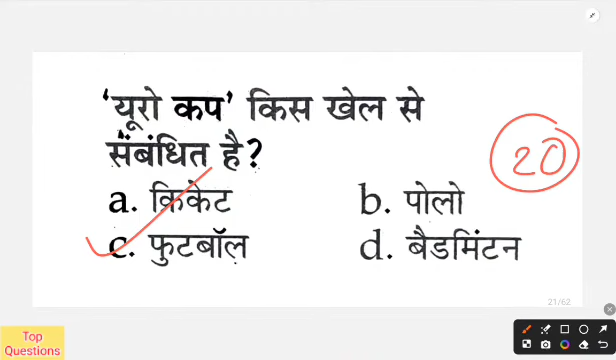 'यूरो कप' किस खेल से
संबंधित है?
a. क्रिकेट
b. पोलो
c. फुटबॉल
d. बैडमिंटन
20
21/62
Top
Questions